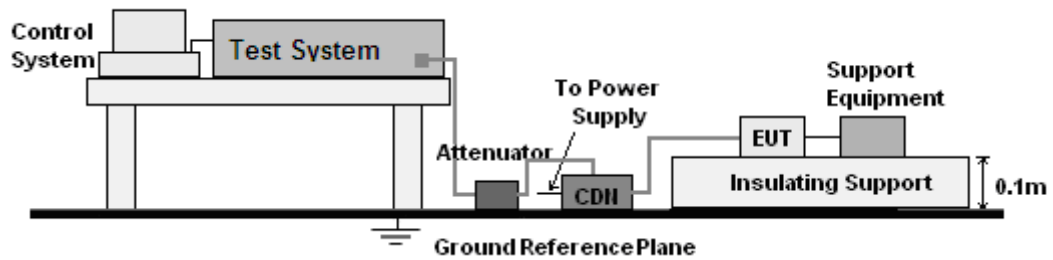 Control
System
Test System
To Power
Supply
Support
Equipment
Attenuator
EUT
CDN
Insulating Support
0.1m
Ground Reference Plane